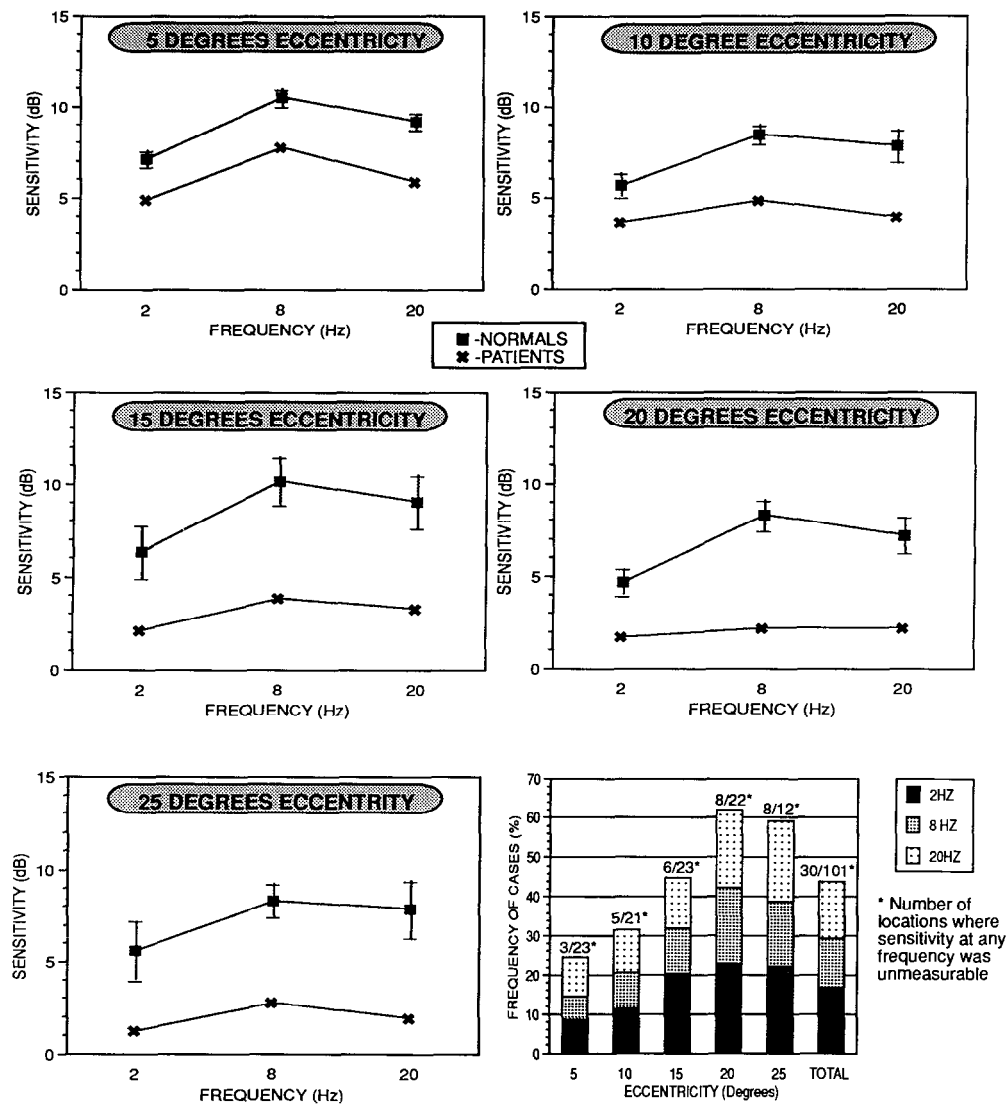 5 DEGREES ECCENTRICTY
15
10
5
0
SENSITIVITY (dB)
2 8 20
FREQUENCY (Hz)
10 DEGREE ECCENTRICITY
15
10
5
0
SENSITIVITY (dB)
2 8 20
FREQUENCY (Hz)
-NORMALS
-PATIENTS
15 DEGREES ECCENTRICITY
15
10
5
0
SENSITIVITY (dB)
2 8 20
FREQUENCY (Hz)
20 DEGREES ECCENTRICITY
15
10
5
0
SENSITIVITY (dB)
2 8 20
FREQUENCY (Hz)
25 DEGREES ECCENTRITY
15
10
5
0
SENSITIVITY (dB)
2 8 20
FREQUENCY (Hz)
70
60
50
40
30
20
10
0
FREQUENCY OF CASES (%)
3/23*
5/21*
6/23*
8/22*
8/12*
30/101*
5 10 15 20 25 TOTAL
ECCENTRICITY (Degrees)
2HZ
8 HZ
20HZ
* Number of
locations where
sensitivity at any
frequency was
unmeasurable